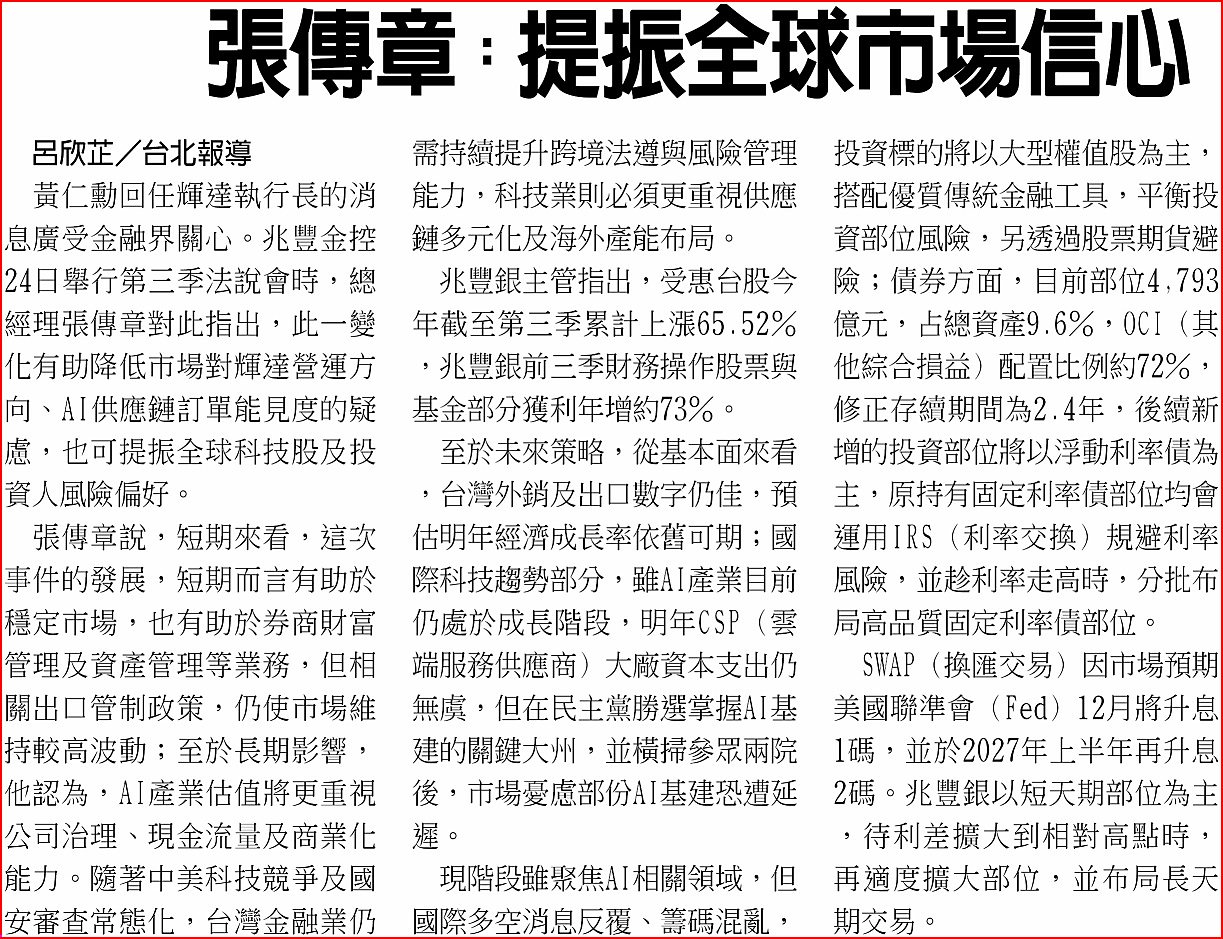 張傳章：提振全球市場信心
呂欣芷／台北報導
黃仁勳回任輝達執行長的消
息廣受金融界關心。兆豐金控
24日舉行第三季法說會時，總
經理張傳章對此指出，此一變
化有助降低市場對輝達營運方
向、AI供應鏈訂單能見度的疑
慮，也可提振全球科技股及投
資人風險偏好。
張傳章說，短期來看，這次
事件的發展，短期而言有助於
穩定市場，也有助於券商財富
管理及資產管理等業務，但相
關出口管制政策，仍使市場維
持較高波動；至於長期影響，
他認為，AI產業估值將更重視
公司治理、現金流量及商業化
能力。隨著中美科技競爭及國
安審查常態化，台灣金融業仍
需持續提升跨境法遵與風險管理
能力，科技業則必須更重視供應
鏈多元化及海外產能布局。
兆豐銀主管指出，受惠台股今
年截至第三季累計上漲65.52%
，兆豐銀前三季財務操作股票與
基金部分獲利年增約73%。
至於未來策略，從基本面來看
，台灣外銷及出口數字仍佳，預
估明年經濟成長率依舊可期；國
際科技趨勢部分，雖AI產業目前
仍處於成長階段，明年CSP（雲
端服務供應商）大廠資本支出仍
無虞，但在民主黨勝選掌握AI基
建的關鍵大州，並橫掃參眾兩院
後，市場憂慮部份AI基建恐遭延
遲。
現階段雖聚焦AI相關領域，但
國際多空消息反覆、籌碼混亂，
投資標的將以大型權值股為主，
搭配優質傳統金融工具，平衡投
資部位風險，另透過股票期貨避
險；債券方面，目前部位4,793
億元，占總資產9.6%，OCI（其
他綜合損益）配置比例約72%，
修正存續期間為2.4年，後續新
增的投資部位將以浮動利率債為
主，原持有固定利率債部位均會
運用IRS（利率交換）規避利率
風險，並趁利率走高時，分批布
局高品質固定利率債部位。
SWAP（換匯交易）因市場預期
美國聯準會（Fed）12月將升息
1碼，並於2027年上半年再升息
2碼。兆豐銀以短天期部位為主
，待利差擴大到相對高點時，
再適度擴大部位，並布局長天
期交易。